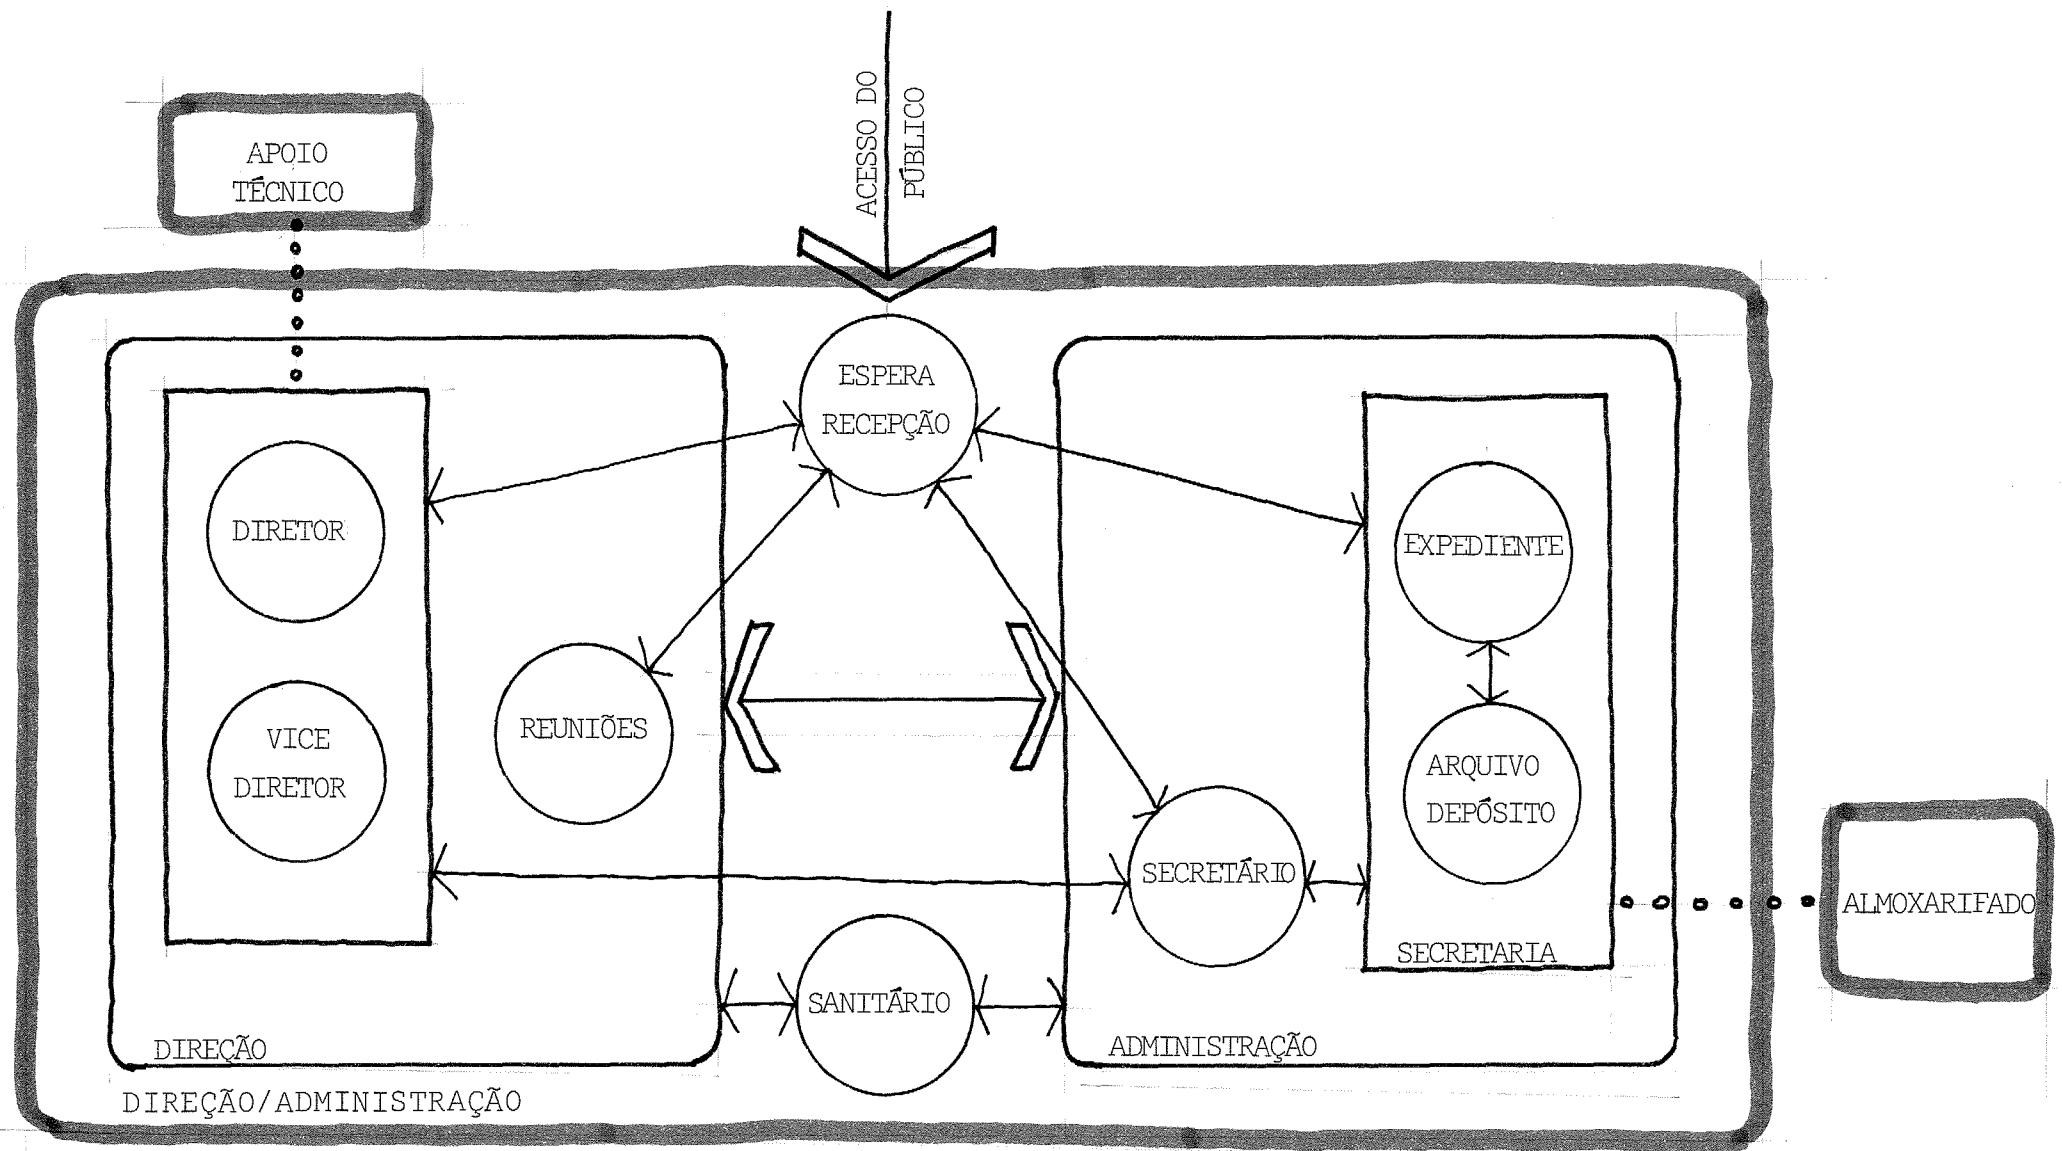 ACESSO DO
PÚBLICO
APOIO
TÉCNICO
ESPERA
RECEPÇÃO
DIRETOR
EXPEDIENTE
VICE
DIRETOR
REUNIÕES
ARQUIVO
DEPÓSITO
SECRETÁRIO
ALMOXARIFADO
SECRETARIA
SANITÁRIO
DIREÇÃO
ADMINISTRAÇÃO
DIREÇÃO/ADMINISTRAÇÃO